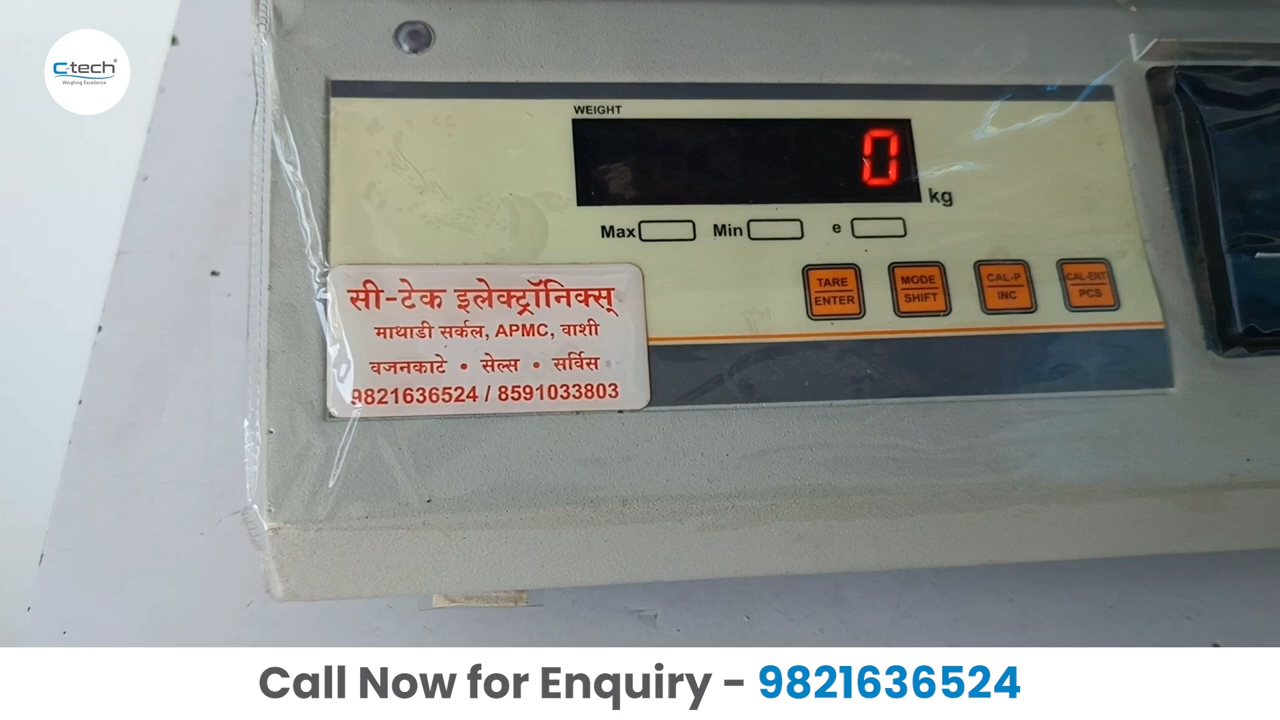 C-tech®
Weighing Excellence
WEIGHT
0
kg
Max Min e
TARE
ENTER
MODE
SHIFT
CAL-P
INC
CAL-ENT
PCS
सी-टेक इलेक्ट्रॉनिक्स्
माथाडी सर्कल, APMC, वाशी
वजनकाटे • सेल्स • सर्विस
9821636524 / 8591033803
Call Now for Enquiry - 9821636524